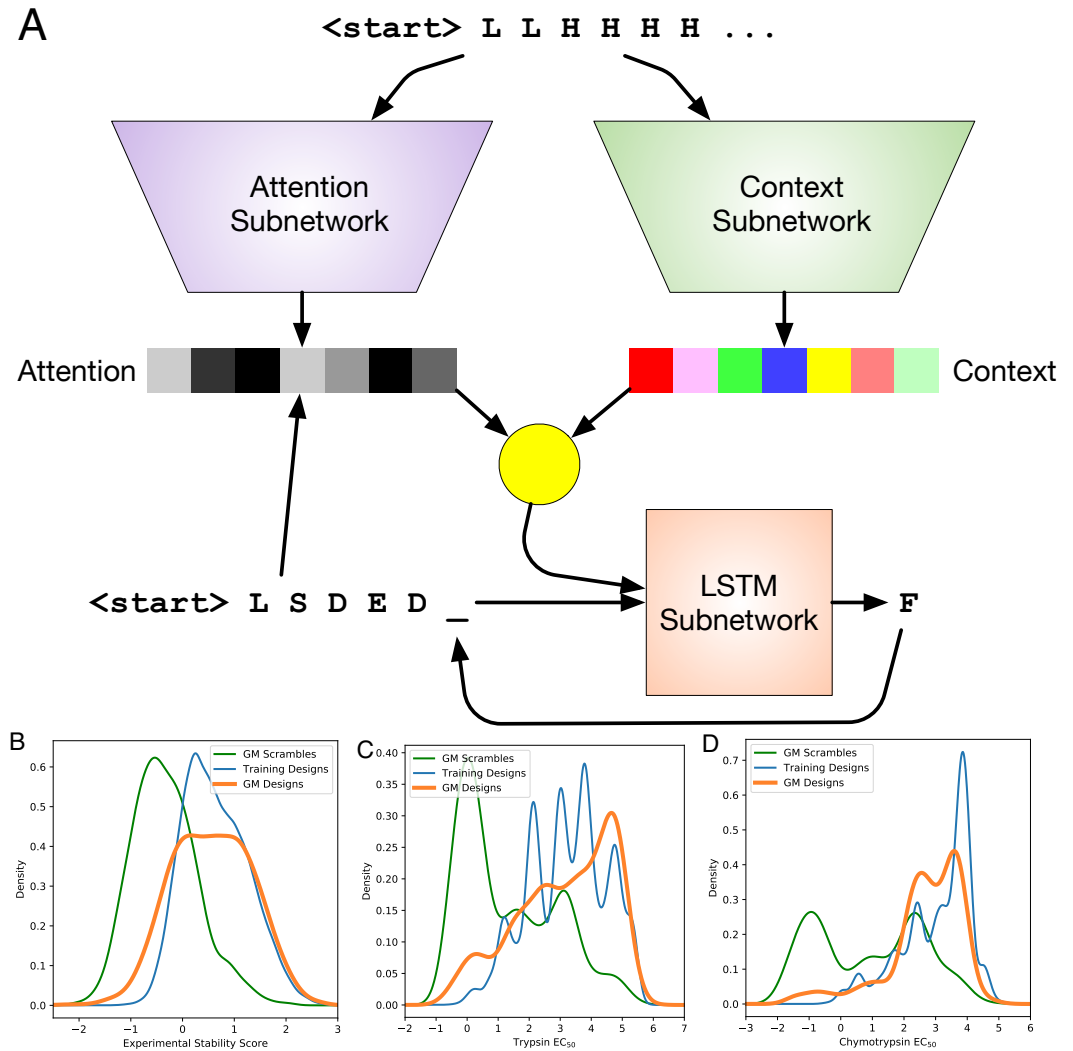 A
<start> L L H H H H ...
Attention
Subnetwork
Context
Subnetwork
Attention
Context
<start> L S D E D _
LSTM
Subnetwork
F
B
GM Scrambles
Training Designs
GM Designs
0.6
0.5
0.4
0.3
0.2
0.1
0.0
Density
−2 −1 0 1 2 3
Experimental Stability Score
C
GM Scrambles
Training Designs
GM Designs
0.40
0.35
0.30
0.25
0.20
0.15
0.10
0.05
0.00
Density
−2 −1 0 1 2 3 4 5 6 7
Trypsin EC₅₀
D
GM Scrambles
Training Designs
GM Designs
0.7
0.6
0.5
0.4
0.3
0.2
0.1
0.0
Density
−3 −2 −1 0 1 2 3 4 5 6
Chymotrypsin EC₅₀